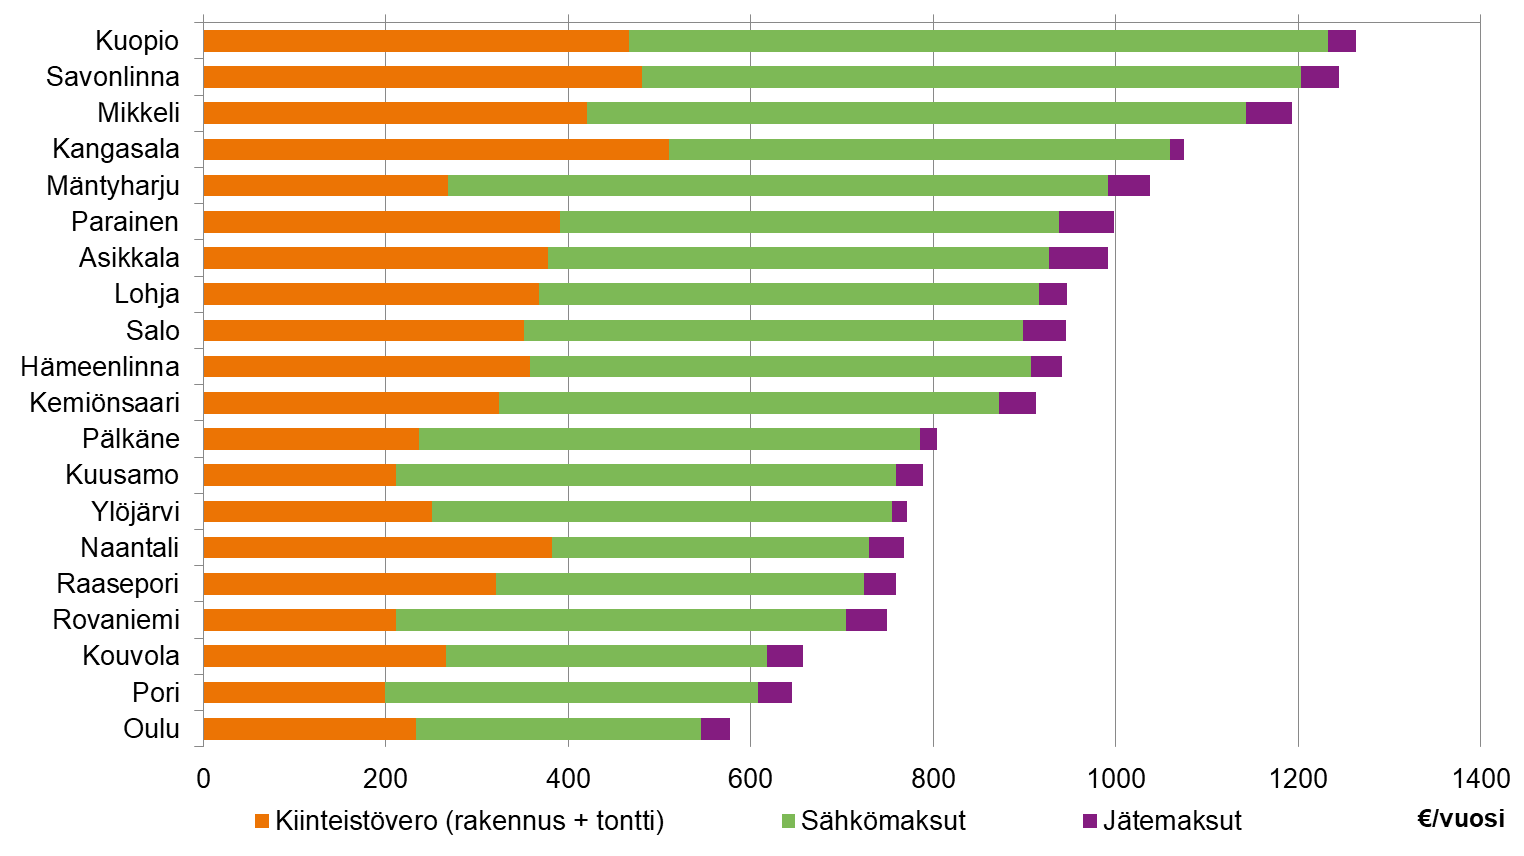 Kuopio
Savonlinna
Mikkeli
Kangasala
Mäntyharju
Parainen
Asikkala
Lohja
Salo
Hämeenlinna
Kemiönsaari
Pälkäne
Kuusamo
Ylöjärvi
Naantali
Raasepori
Rovaniemi
Kouvola
Pori
Oulu
0 200 400 600 800 1000 1200 1400
Kiinteistövero (rakennus + tontti) Sähkömaksut Jätemaksut €/vuosi